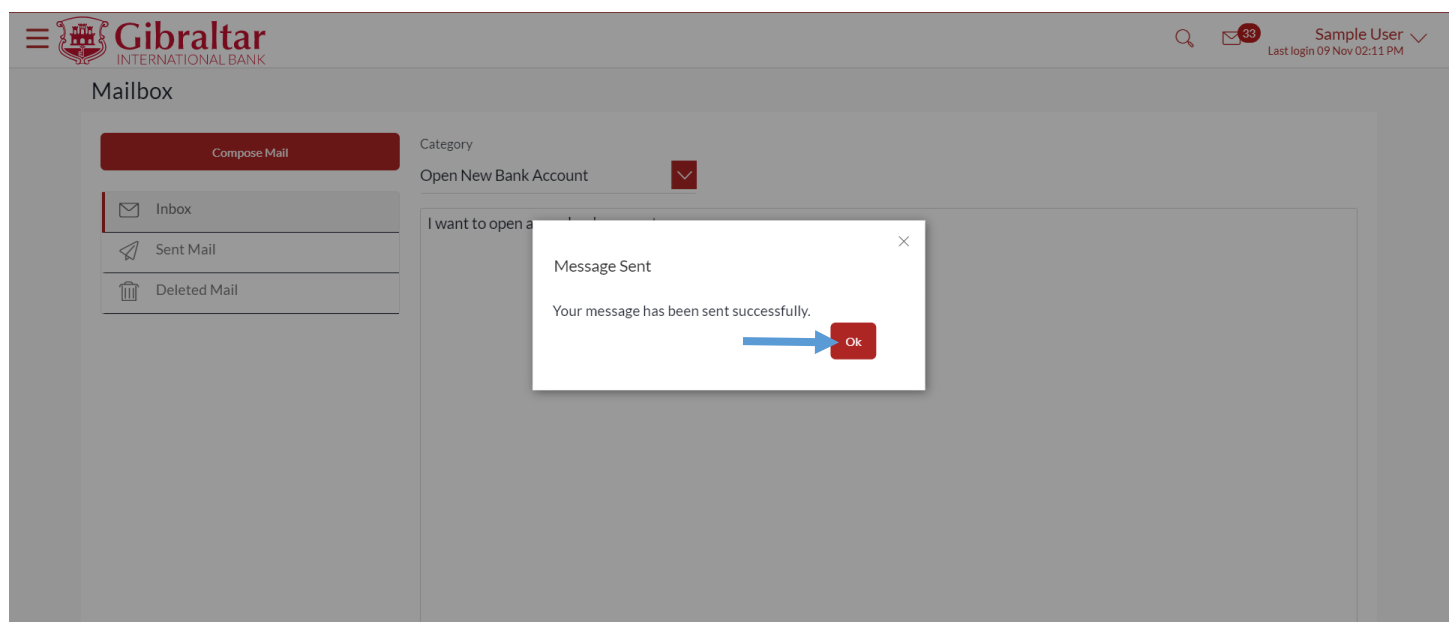 Gibraltar
INTERNATIONAL BANK
33
Sample User
Last login 09 Nov 02:11 PM
Mailbox
Compose Mail
Category
Open New Bank Account
Inbox
I want to open a
Sent Mail
Deleted Mail
Message Sent
Your message has been sent successfully.
Ok